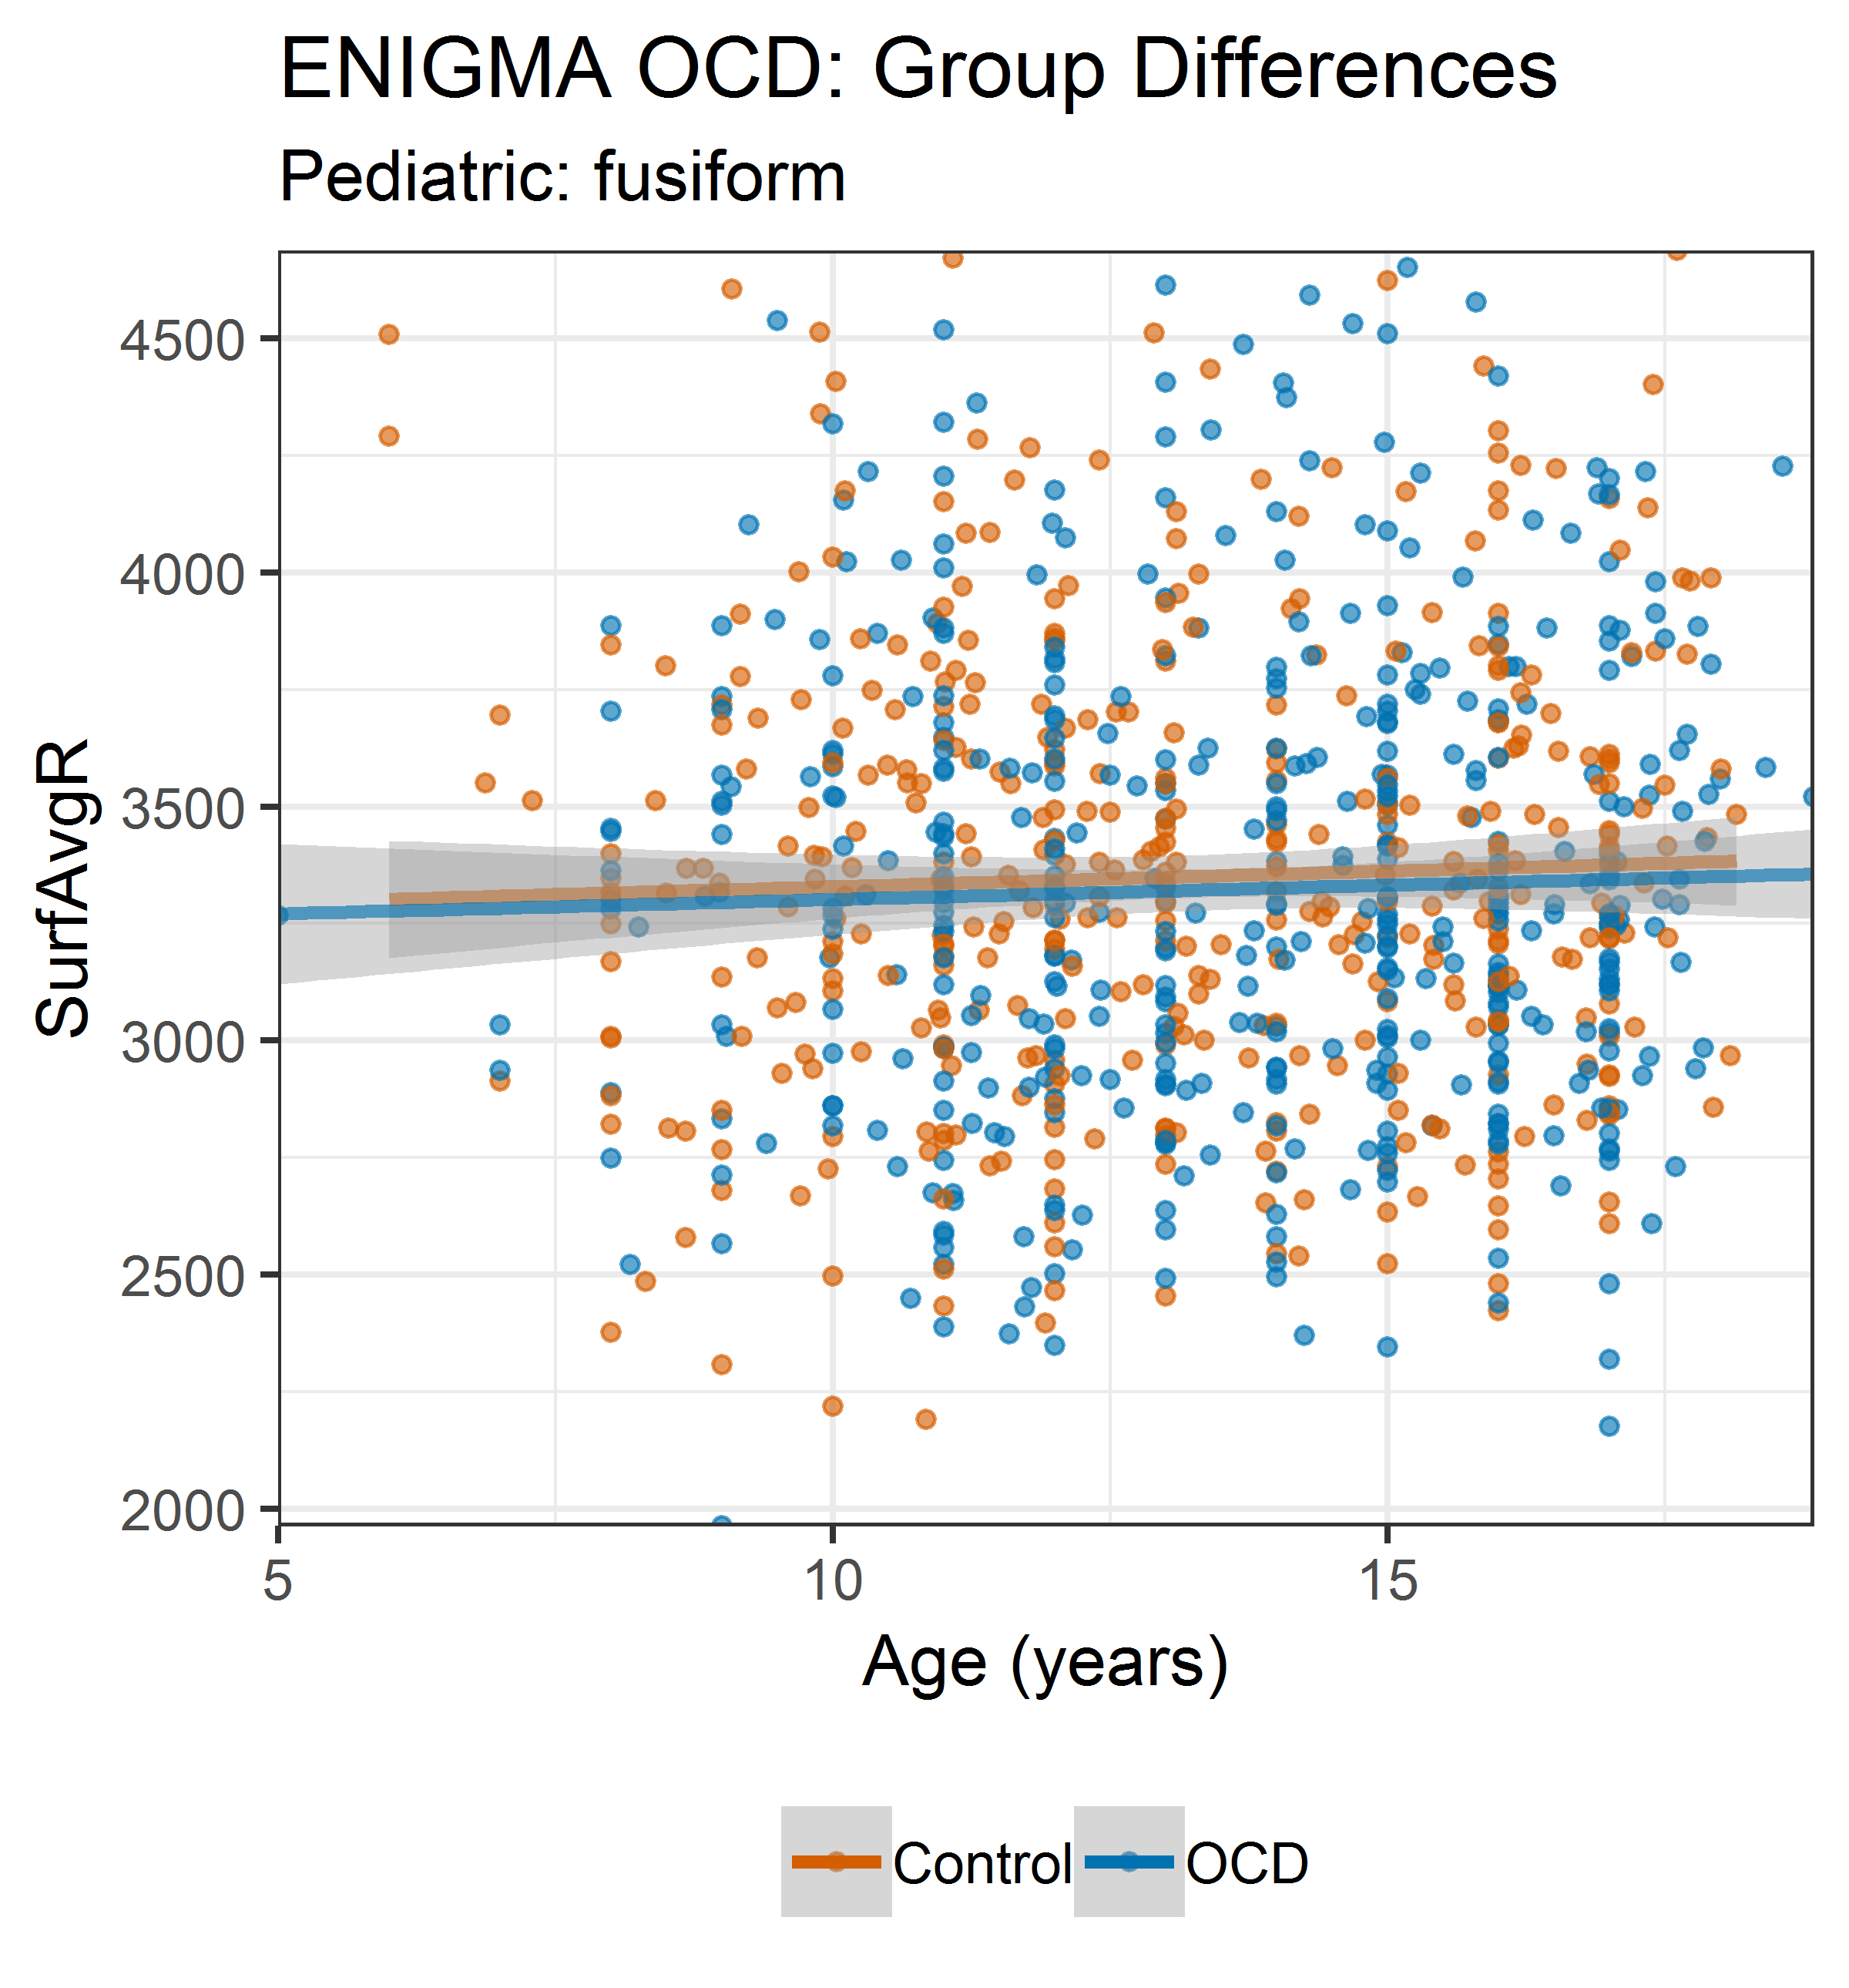 ENIGMA OCD: Group Differences
Pediatric: fusiform
SurfAvgR
4500
4000
3500
3000
2500
2000
5 10 15
Age (years)
Control OCD